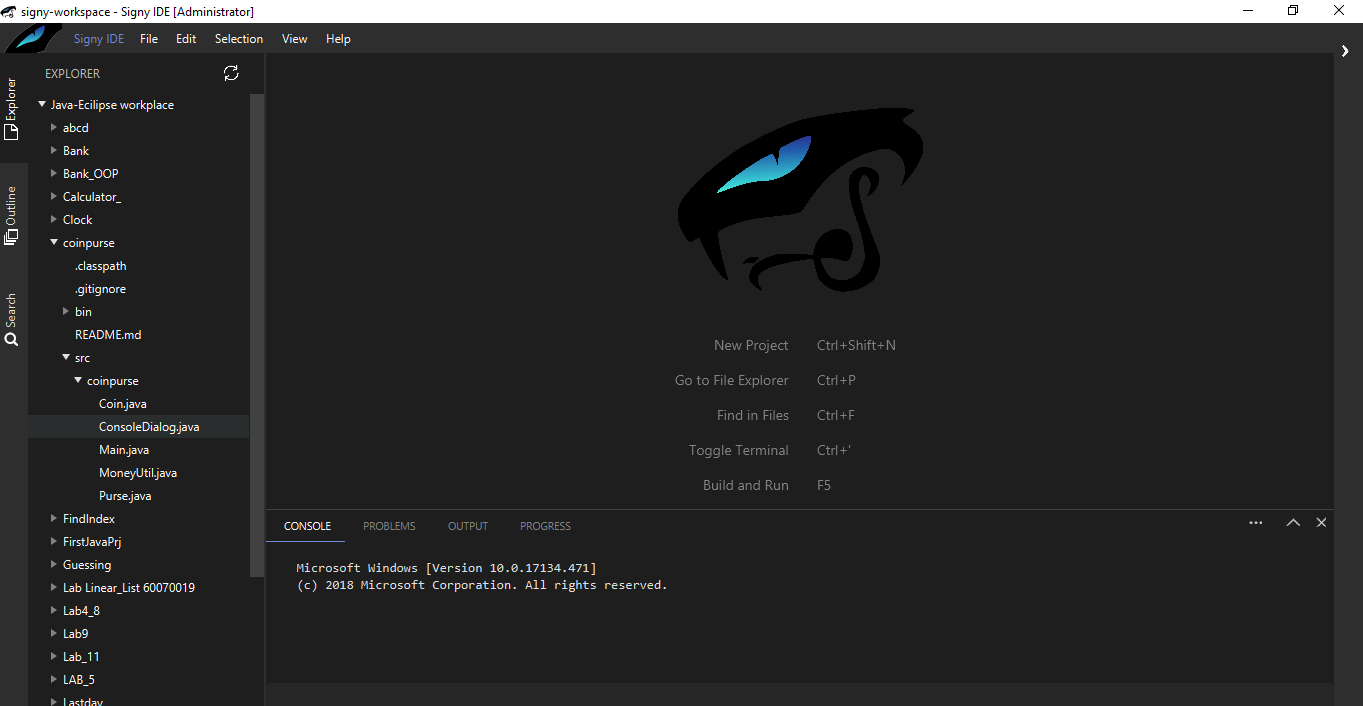 signy-workspace - Signy IDE [Administrator]
Signy IDE File Edit Selection View Help
Explorer
Outline
Search
EXPLORER
Java-Ecilipse workplace
abcd
Bank
Bank_OOP
Calculator_
Clock
coinpurse
.classpath
.gitignore
bin
README.md
src
coinpurse
Coin.java
ConsoleDialog.java
Main.java
MoneyUtil.java
Purse.java
FindIndex
FirstJavaPrj
Guessing
Lab Linear_List 60070019
Lab4_8
Lab9
Lab_11
LAB_5
Lastday
New Project Ctrl+Shift+N
Go to File Explorer Ctrl+P
Find in Files Ctrl+F
Toggle Terminal Ctrl+'
Build and Run F5
CONSOLE PROBLEMS OUTPUT PROGRESS
Microsoft Windows [Version 10.0.17134.471]
(c) 2018 Microsoft Corporation. All rights reserved.